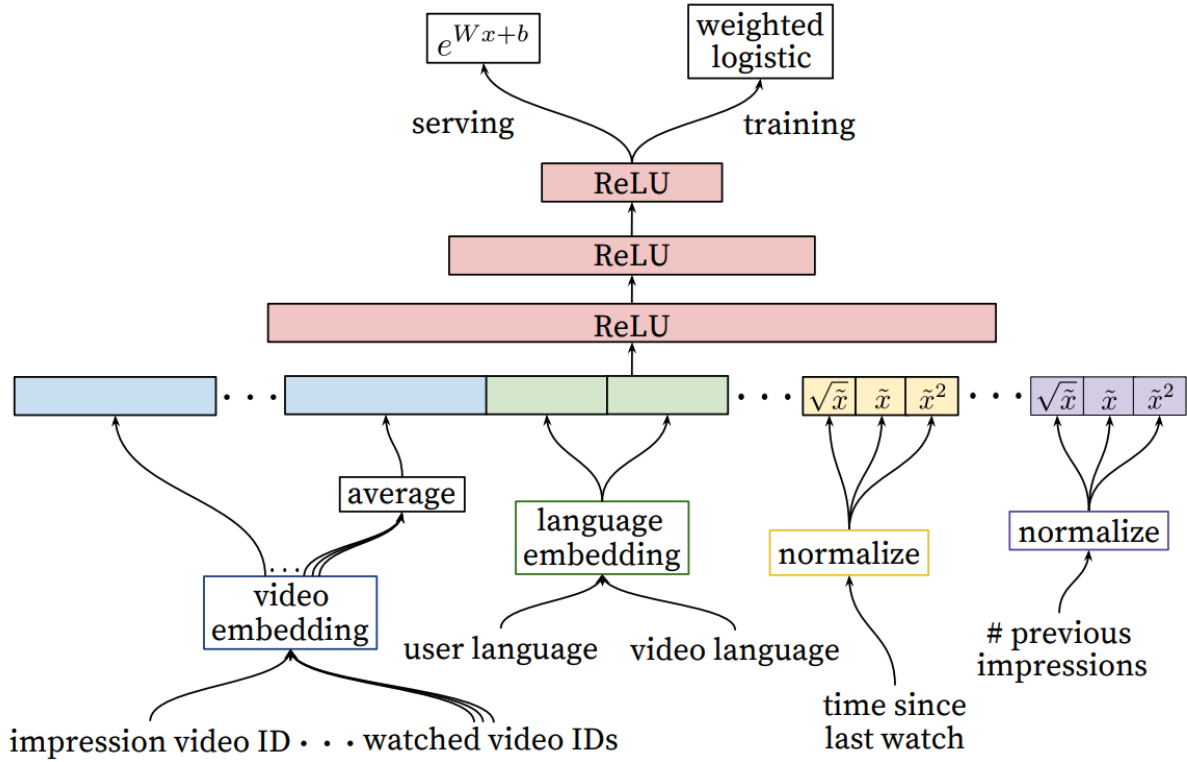 e^{Wx+b}
weighted
logistic
serving
training
ReLU
ReLU
ReLU
. . .
. . .
√x̃ x̃ x̃²
. . .
√x̃ x̃ x̃²
average
language
embedding
normalize
normalize
. . .
video
embedding
user language
video language
# previous
impressions
impression video ID . . . watched video IDs
time since
last watch